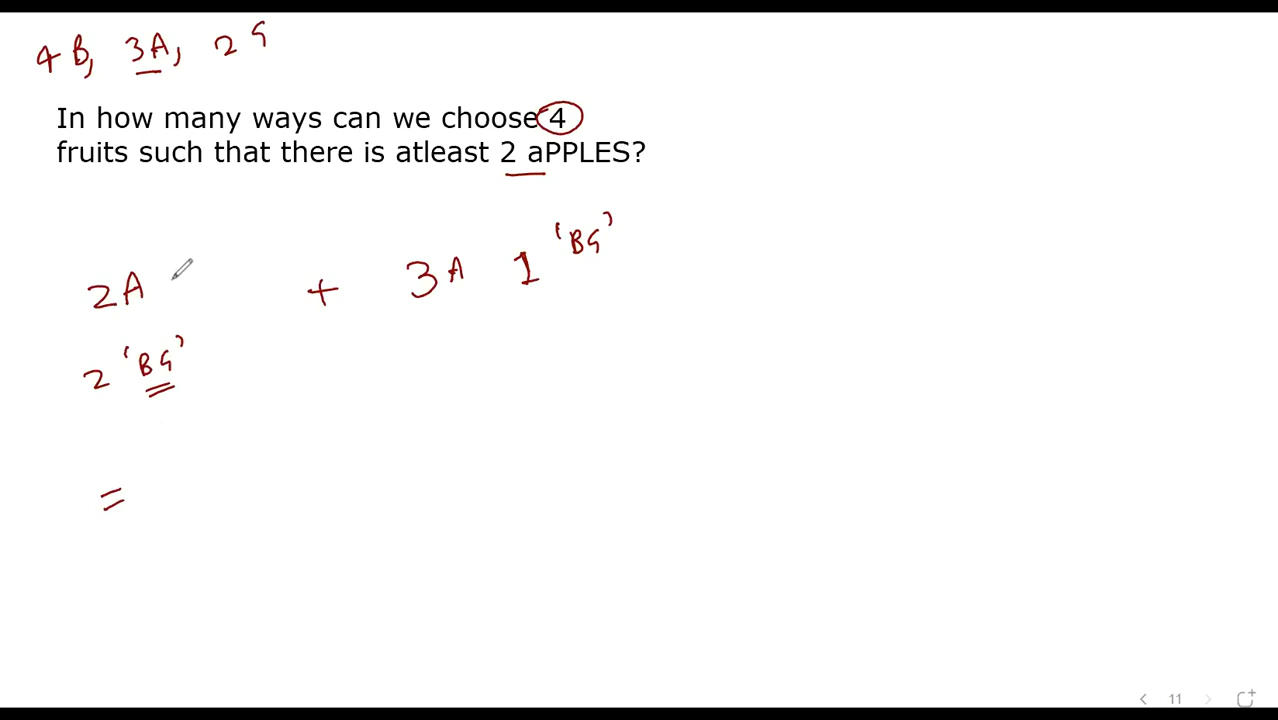 4 B, 3A, 2 G
In how many ways can we choose 4
fruits such that there is atleast 2 aPPLES?
2A + 3A 1 'BG'
2 'BG'
=
11